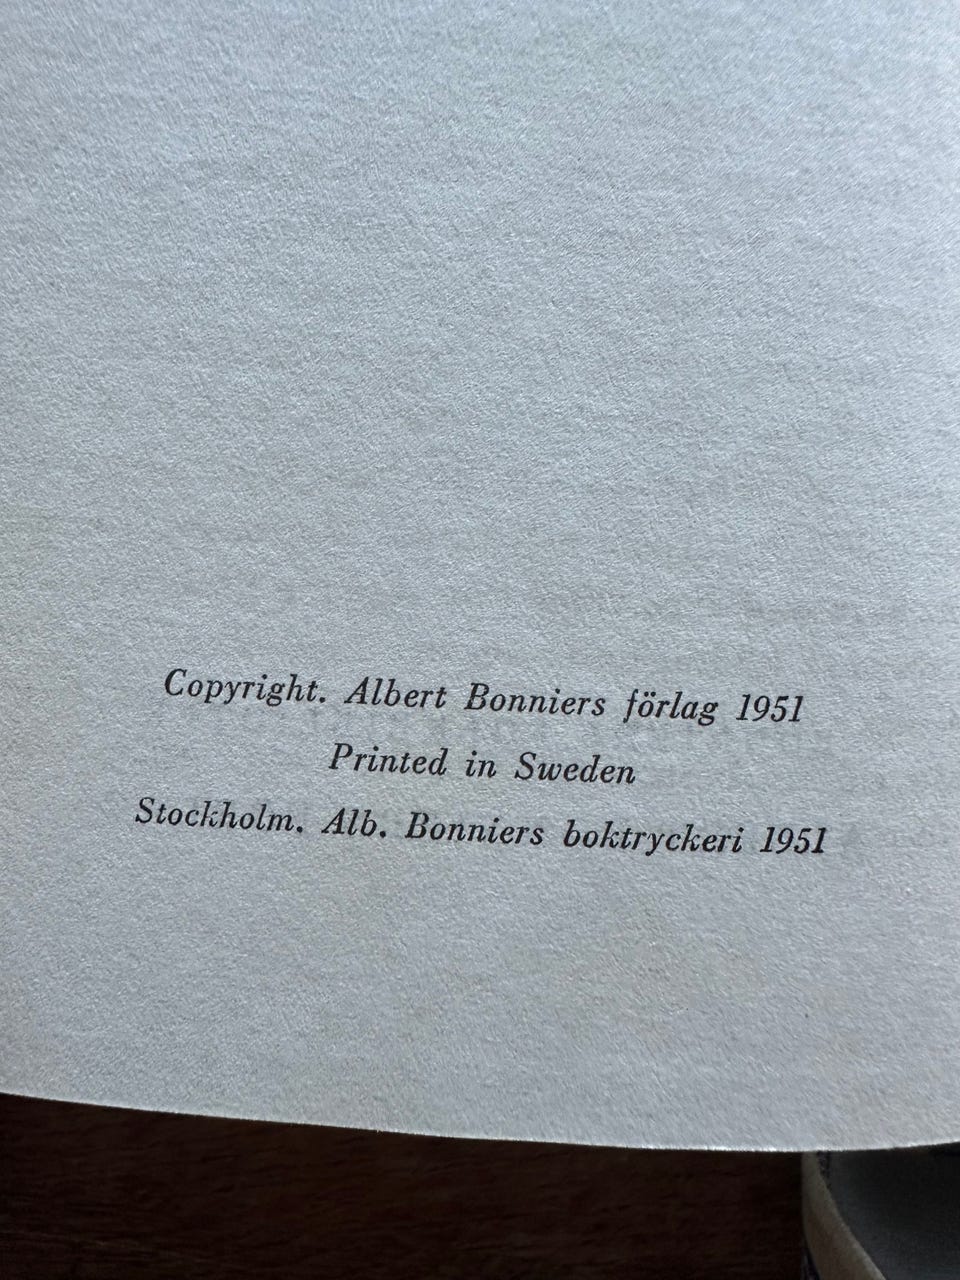 Copyright. Albert Bonniers förlag 1951
Printed in Sweden
Stockholm. Alb. Bonniers boktryckeri 1951